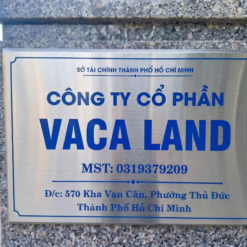 SỞ TÀI CHÍNH THÀNH PHỐ HỒ CHÍ MINH
CÔNG TY CỔ PHẦN
VACA LAND
MST: 0319379209
Đ/c: 570 Kha Vạn Cân, Phường Thủ Đức
Thành Phố Hồ Chí Minh